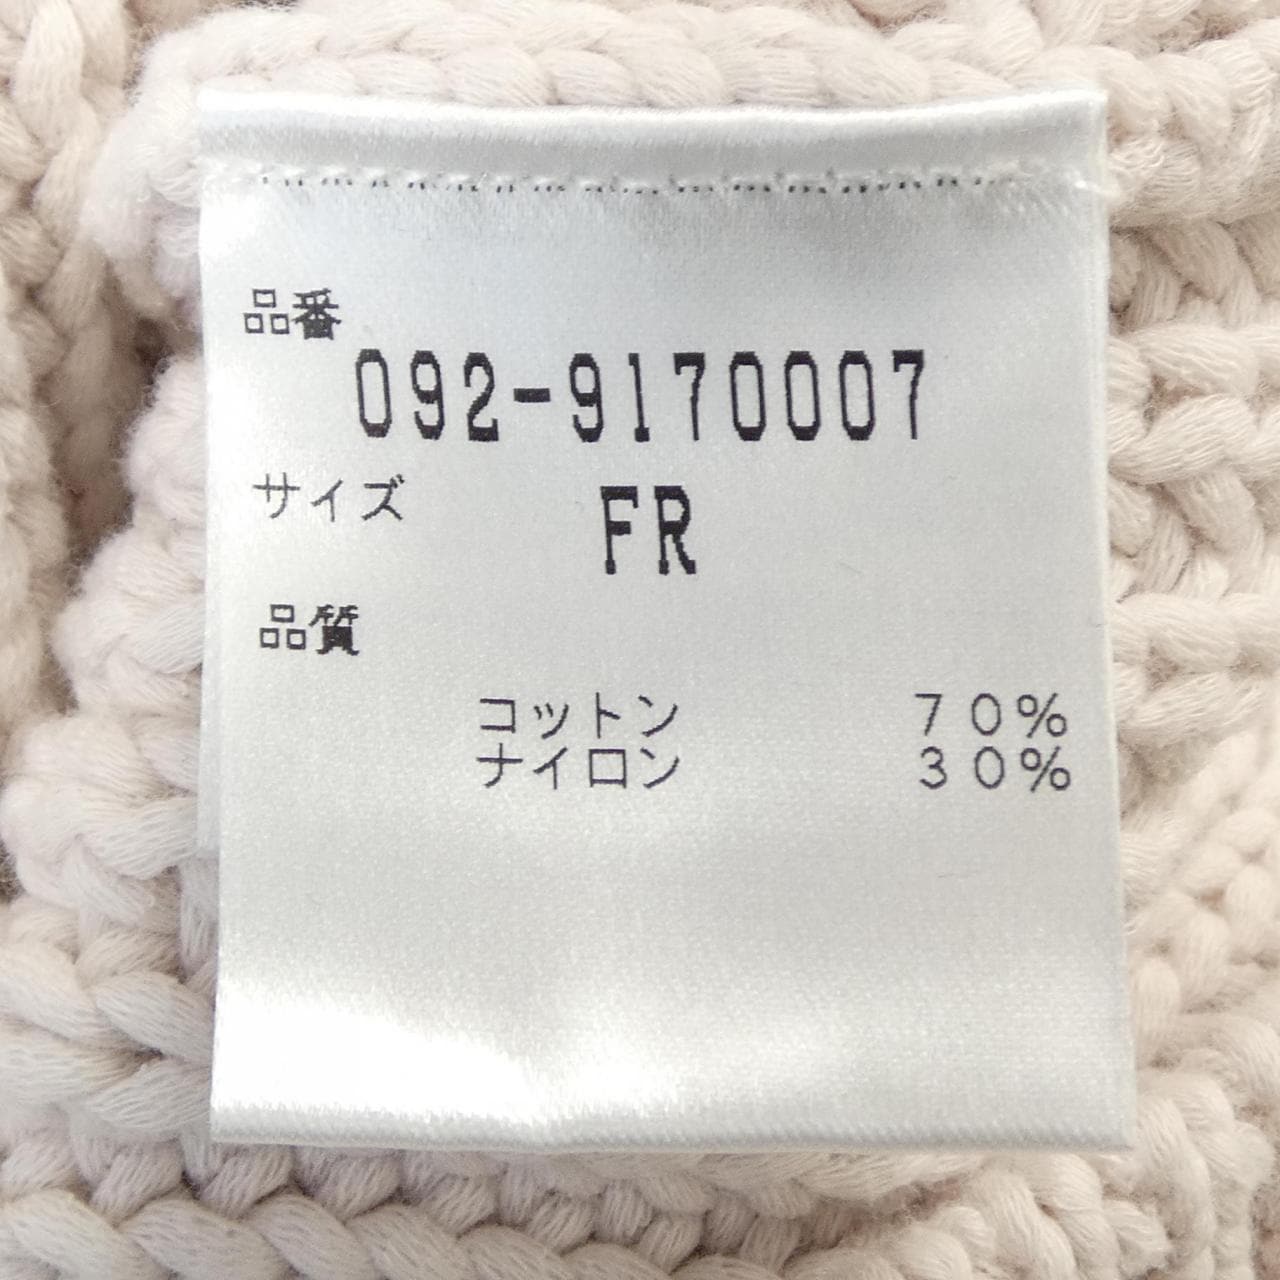 品番
092-9170007
サイズ FR
品質
コットン 70%
ナイロン 30%